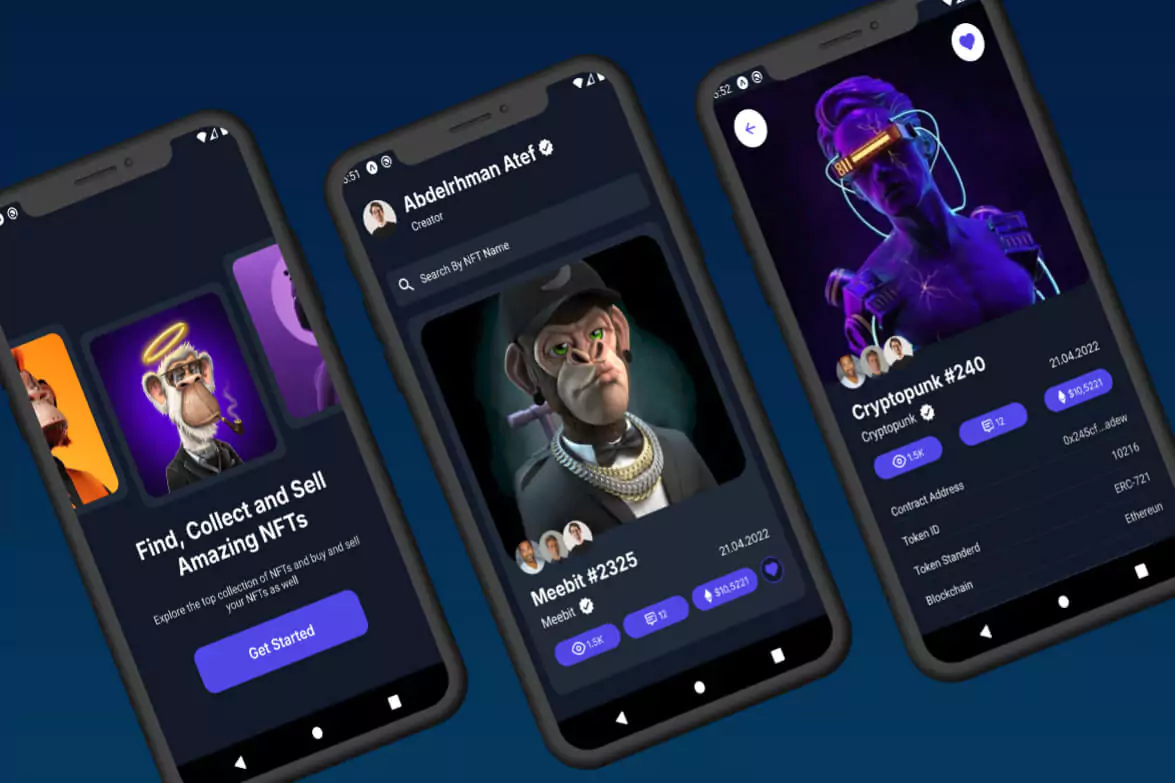 Find, Collect and Sell
Amazing NFTs
Explore the top collection of NFTs and buy and sell
your NFTs as well
Get Started
5:51
Abdelrhman Atef
Creator
Search By NFT Name
Meebit #2325
21.04.2022
Meebit
1.5K
12
$10,5221
5:52
Cryptopunk #240
21.04.2022
Cryptopunk
1.5K
12
$10,5221
Contract Address
0x245cf...adew
Token ID
10216
Token Standerd
ERC-721
Blockchain
Ethereun